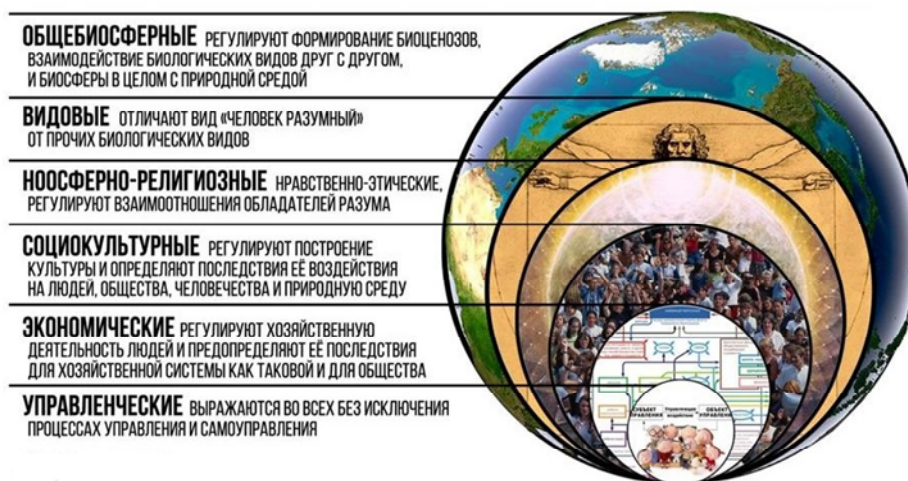 ОБЩЕБИОСФЕРНЫЕ РЕГУЛИРУЮТ ФОРМИРОВАНИЕ БИОЦЕНОЗОВ,
ВЗАИМОДЕЙСТВИЕ БИОЛОГИЧЕСКИХ ВИДОВ ДРУГ С ДРУГОМ,
И БИОСФЕРЫ В ЦЕЛОМ С ПРИРОДНОЙ СРЕДОЙ
ВИДОВЫЕ ОТЛИЧАЮТ ВИД «ЧЕЛОВЕК РАЗУМНЫЙ»
ОТ ПРОЧИХ БИОЛОГИЧЕСКИХ ВИДОВ
НООСФЕРНО-РЕЛИГИОЗНЫЕ НРАВСТВЕННО-ЭТИЧЕСКИЕ,
РЕГУЛИРУЮТ ВЗАИМООТНОШЕНИЯ ОБЛАДАТЕЛЕЙ РАЗУМА
СОЦИОКУЛЬТУРНЫЕ РЕГУЛИРУЮТ ПОСТРОЕНИЕ
КУЛЬТУРЫ И ОПРЕДЕЛЯЮТ ПОСЛЕДСТВИЯ ЕЁ ВОЗДЕЙСТВИЯ
НА ЛЮДЕЙ, ОБЩЕСТВА, ЧЕЛОВЕЧЕСТВА И ПРИРОДНУЮ СРЕДУ
ЭКОНОМИЧЕСКИЕ РЕГУЛИРУЮТ ХОЗЯЙСТВЕННУЮ
ДЕЯТЕЛЬНОСТЬ ЛЮДЕЙ И ПРЕДОПРЕДЕЛЯЮТ ЕЁ ПОСЛЕДСТВИЯ
ДЛЯ ХОЗЯЙСТВЕННОЙ СИСТЕМЫ КАК ТАКОВОЙ И ДЛЯ ОБЩЕСТВА
УПРАВЛЕНЧЕСКИЕ ВЫРАЖАЮТСЯ ВО ВСЕХ БЕЗ ИСКЛЮЧЕНИЯ
ПРОЦЕССАХ УПРАВЛЕНИЯ И САМОУПРАВЛЕНИЯ
СУБЪЕКТ УПРАВЛЕНИЯ
Управляющее воздействие
ОБЪЕКТ УПРАВЛЕНИЯ